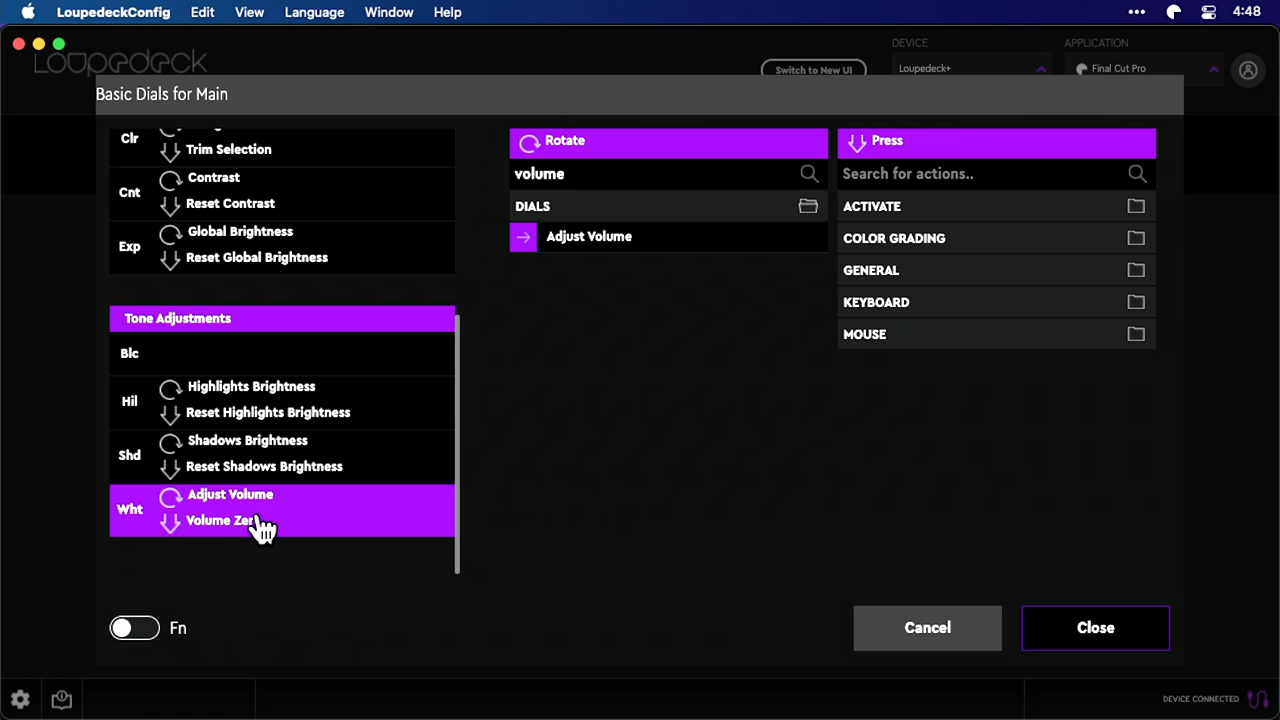 LoupedeckConfig Edit View Language Window Help
4:48
Loupedeck
Switch to New UI
DEVICE
Loupedeck+
APPLICATION
Final Cut Pro
Basic Dials for Main
Clr
Trim Selection
Cnt
Contrast
Reset Contrast
Exp
Global Brightness
Reset Global Brightness
Tone Adjustments
Blc
Hil
Highlights Brightness
Reset Highlights Brightness
Shd
Shadows Brightness
Reset Shadows Brightness
Wht
Adjust Volume
Volume
Rotate
volume
DIALS
Adjust Volume
Press
Search for actions..
ACTIVATE
COLOR GRADING
GENERAL
KEYBOARD
MOUSE
Fn
Cancel
Close
DEVICE CONNECTED